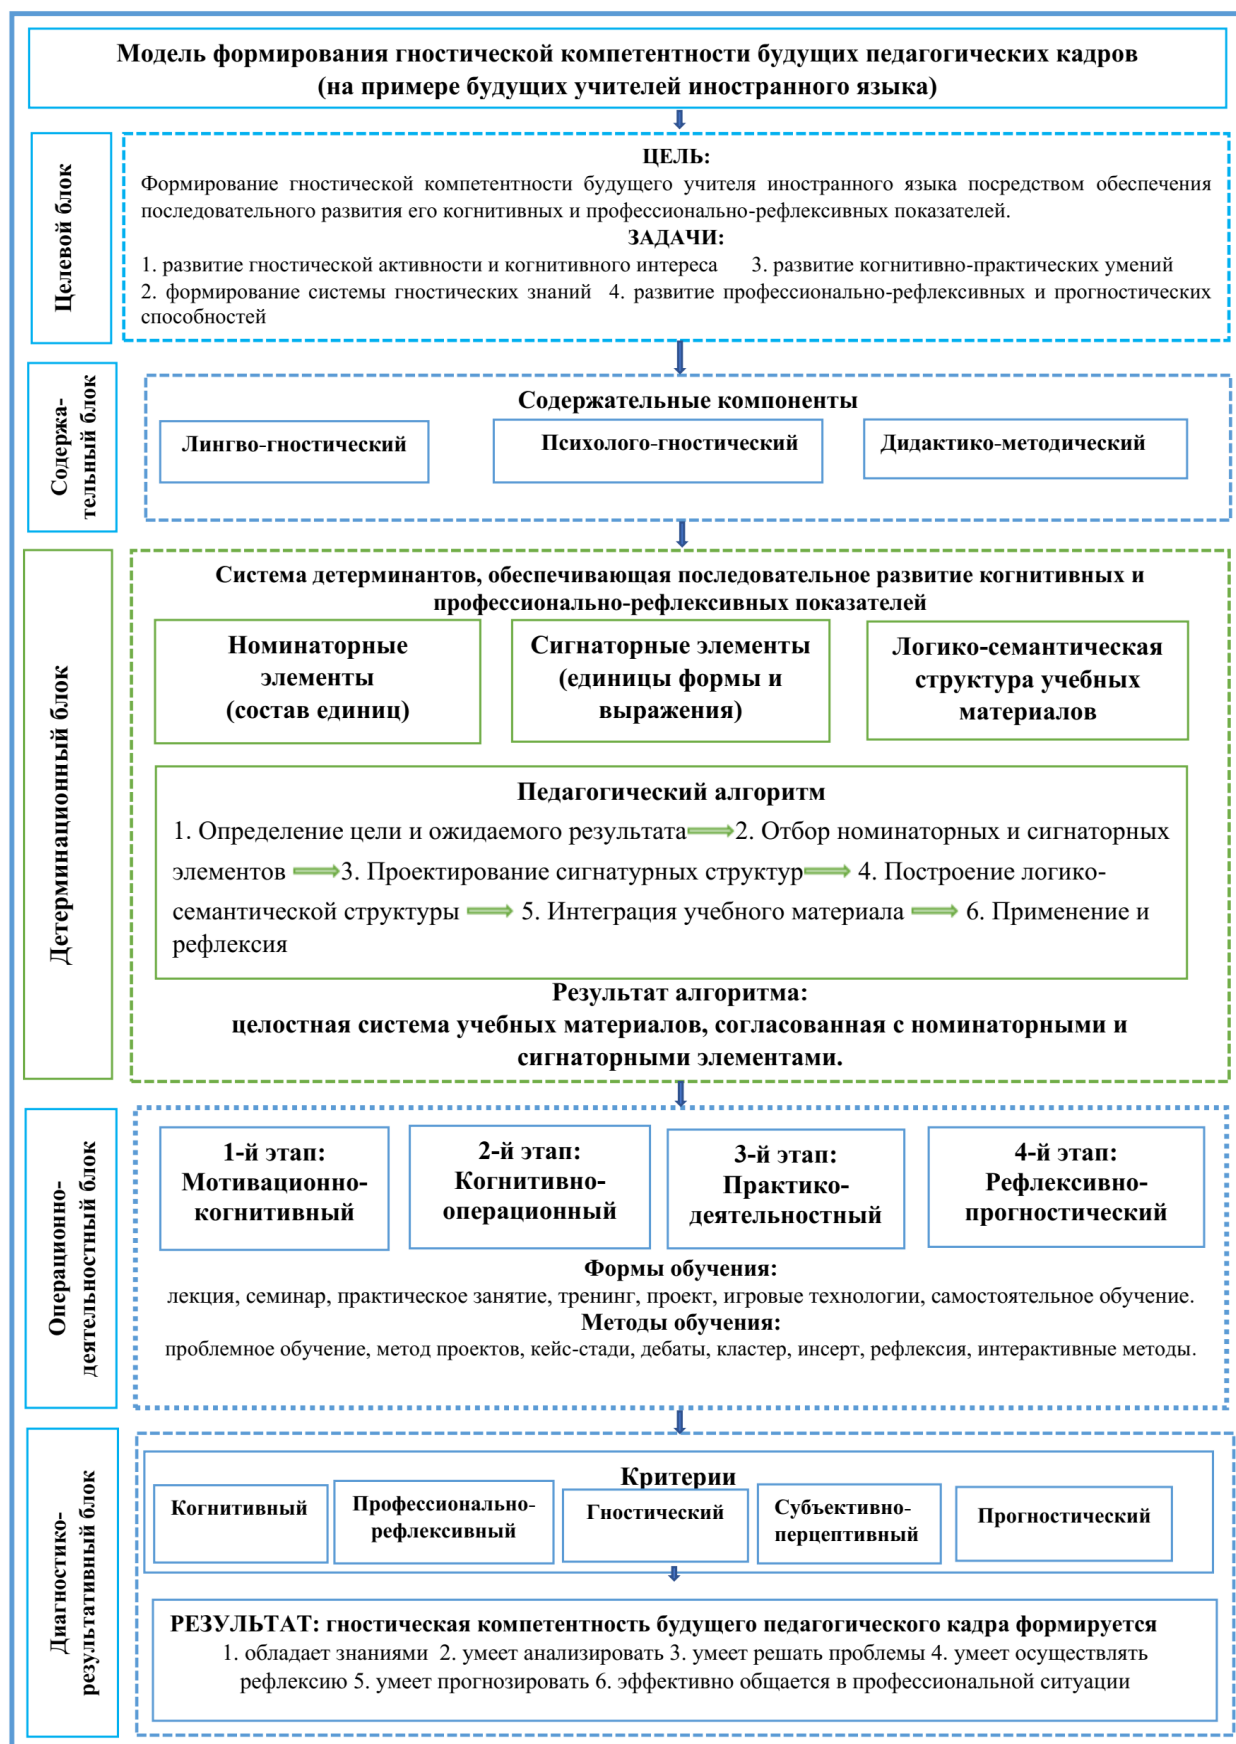 Модель формирования гностической компетентности будущих педагогических кадров
(на примере будущих учителей иностранного языка)
Целевой блок
ЦЕЛЬ:
Формирование гностической компетентности будущего учителя иностранного языка посредством обеспечения
последовательного развития его когнитивных и профессионально-рефлексивных показателей.
ЗАДАЧИ:
1. развитие гностической активности и когнитивного интереса 3. развитие когнитивно-практических умений
2. формирование системы гностических знаний 4. развитие профессионально-рефлексивных и прогностических
способностей
Содержа-
тельный блок
Содержательные компоненты
Лингво-гностический
Психолого-гностический
Дидактико-методический
Детерминационный блок
Система детерминантов, обеспечивающая последовательное развитие когнитивных и
профессионально-рефлексивных показателей
Номинаторные
элементы
(состав единиц)
Сигнаторные элементы
(единицы формы и
выражения)
Логико-семантическая
структура учебных
материалов
Педагогический алгоритм
1. Определение цели и ожидаемого результата 2. Отбор номинаторных и сигнаторных
элементов 3. Проектирование сигнатурных структур 4. Построение логико-
семантической структуры 5. Интеграция учебного материала 6. Применение и
рефлексия
Результат алгоритма:
целостная система учебных материалов, согласованная с номинаторными и
сигнаторными элементами.
Операционно-
деятельностный блок
1-й этап:
Мотивационно-
когнитивный
2-й этап:
Когнитивно-
операционный
3-й этап:
Практико-
деятельностный
4-й этап:
Рефлексивно-
прогностический
Формы обучения:
лекция, семинар, практическое занятие, тренинг, проект, игровые технологии, самостоятельное обучение.
Методы обучения:
проблемное обучение, метод проектов, кейс-стади, дебаты, кластер, инсерт, рефлексия, интерактивные методы.
Диагностико-
результативный блок
Критерии
Когнитивный
Профессионально-
рефлексивный
Гностический
Субъективно-
перцептивный
Прогностический
РЕЗУЛЬТАТ: гностическая компетентность будущего педагогического кадра формируется
1. обладает знаниями 2. умеет анализировать 3. умеет решать проблемы 4. умеет осуществлять
рефлексию 5. умеет прогнозировать 6. эффективно общается в профессиональной ситуации